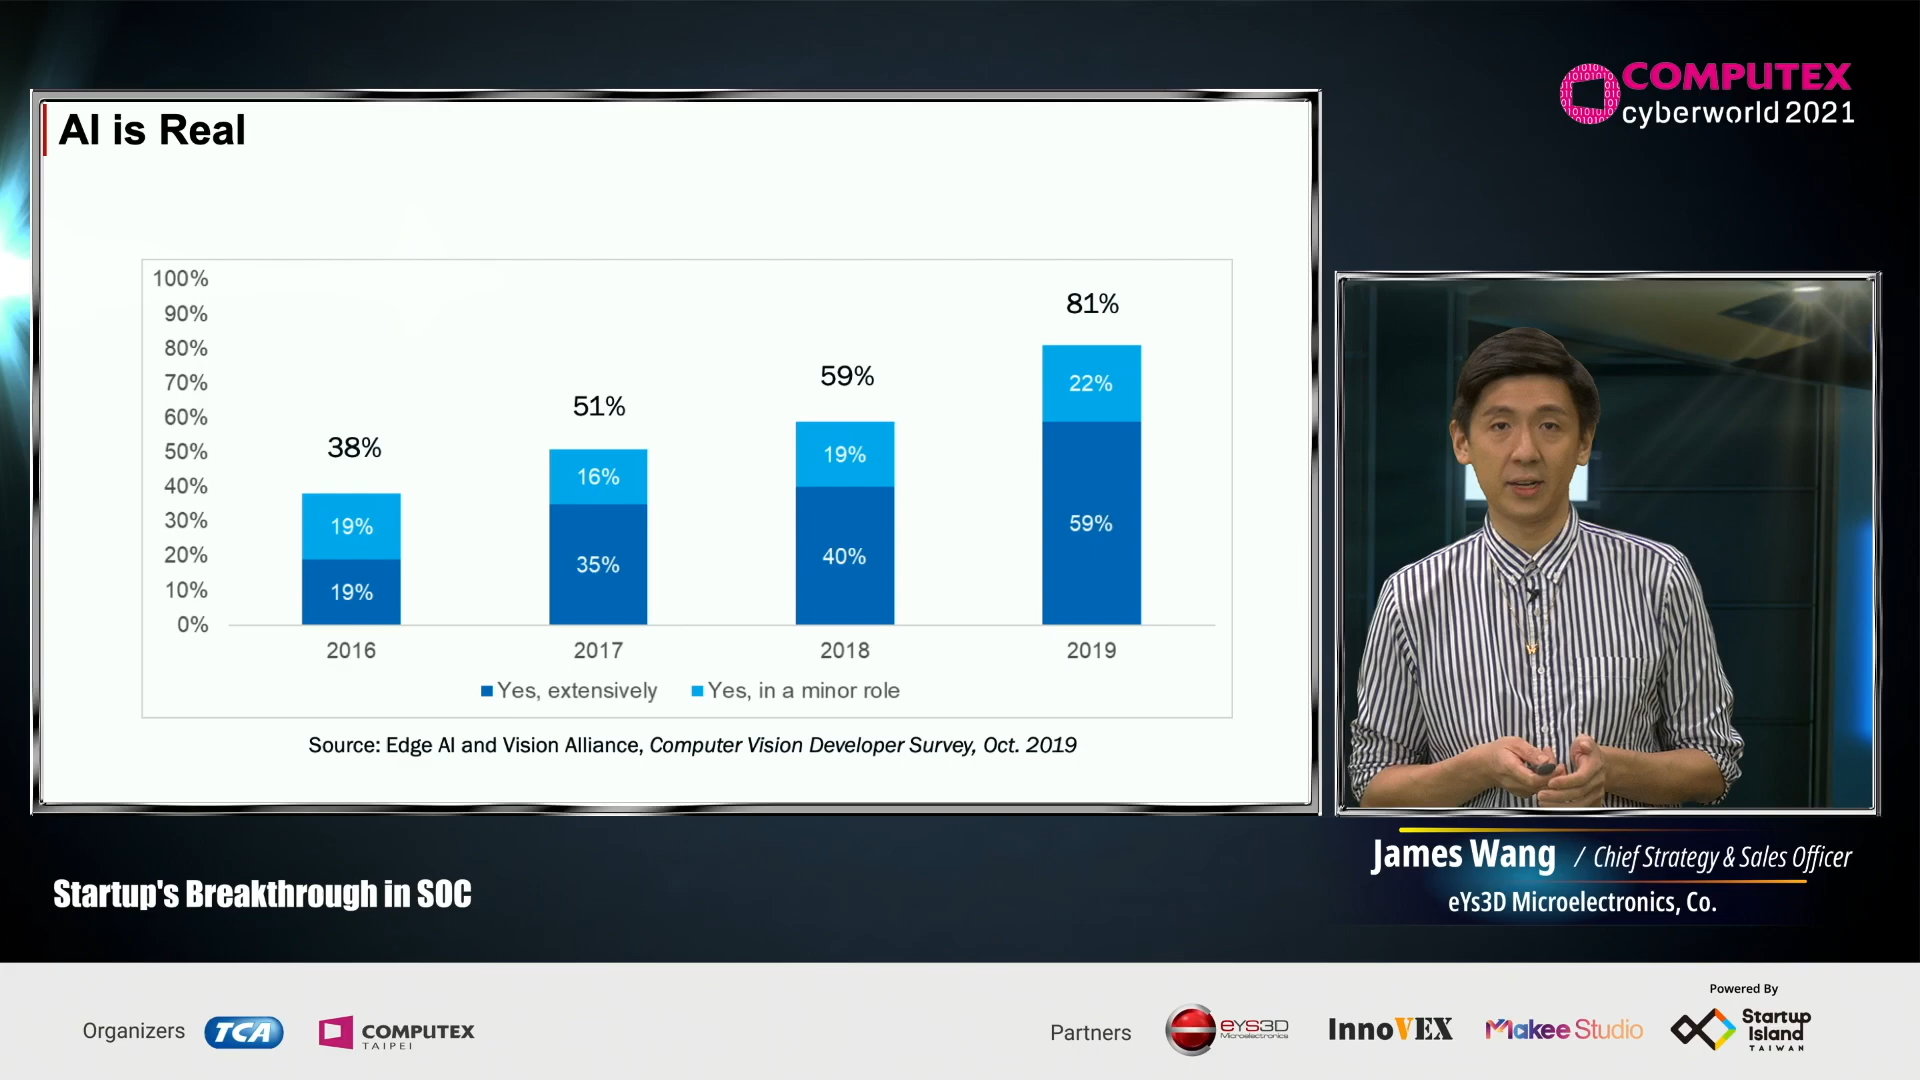 COMPUTEX
cyberworld 2021
AI is Real
100%
90%
80%
70%
60%
50%
40%
30%
20%
10%
0%
38%
19%
19%
51%
16%
35%
59%
19%
40%
81%
22%
59%
2016 2017 2018 2019
Yes, extensively Yes, in a minor role
Source: Edge AI and Vision Alliance, Computer Vision Developer Survey, Oct. 2019
James Wang / Chief Strategy & Sales Officer
eYs3D Microelectronics, Co.
Startup's Breakthrough in SOC
Organizers
TCA
COMPUTEX
TAIPEI
Partners
eYS3D
Microelectronics
InnoVEX
Makee Studio
Powered By
Startup
Island
TAIWAN